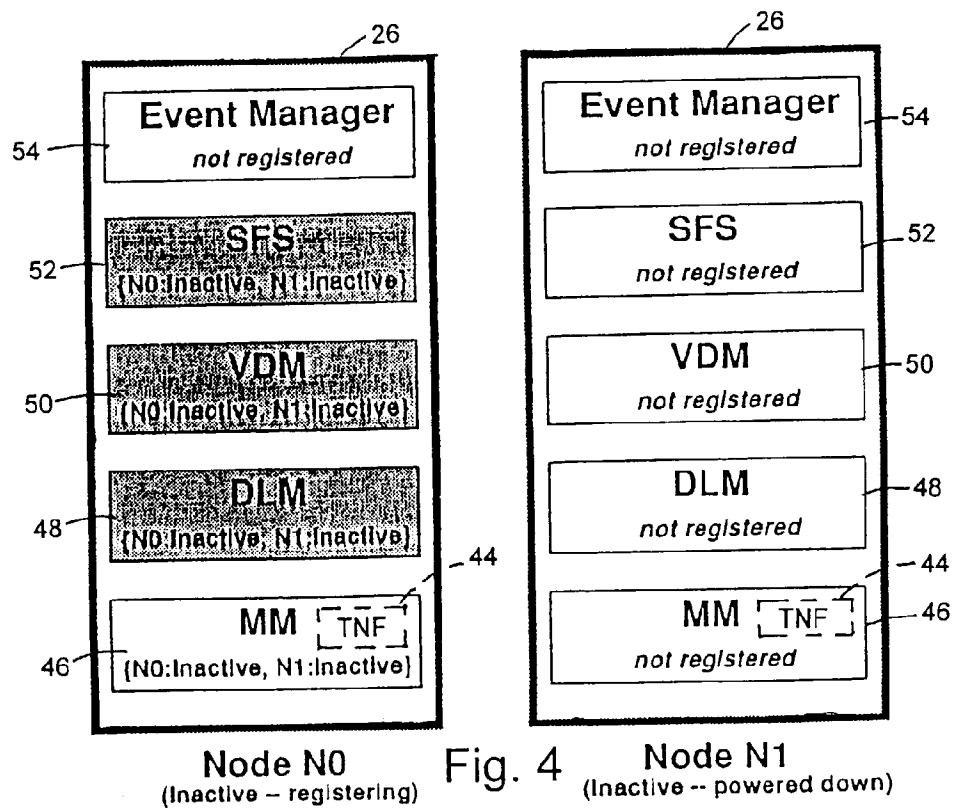 26
Event Manager
not registered
54
SFS
{N0:Inactive, N1:Inactive}
52
VDM
{N0:Inactive, N1:Inactive}
50
DLM
{N0:Inactive, N1:Inactive}
48
44
MM
TNF
{N0:Inactive, N1:Inactive}
46
Node N0
(Inactive – registering)
26
Event Manager
not registered
54
SFS
not registered
52
VDM
not registered
50
DLM
not registered
48
44
MM
TNF
not registered
46
Node N1
(Inactive -- powered down)
Fig. 4